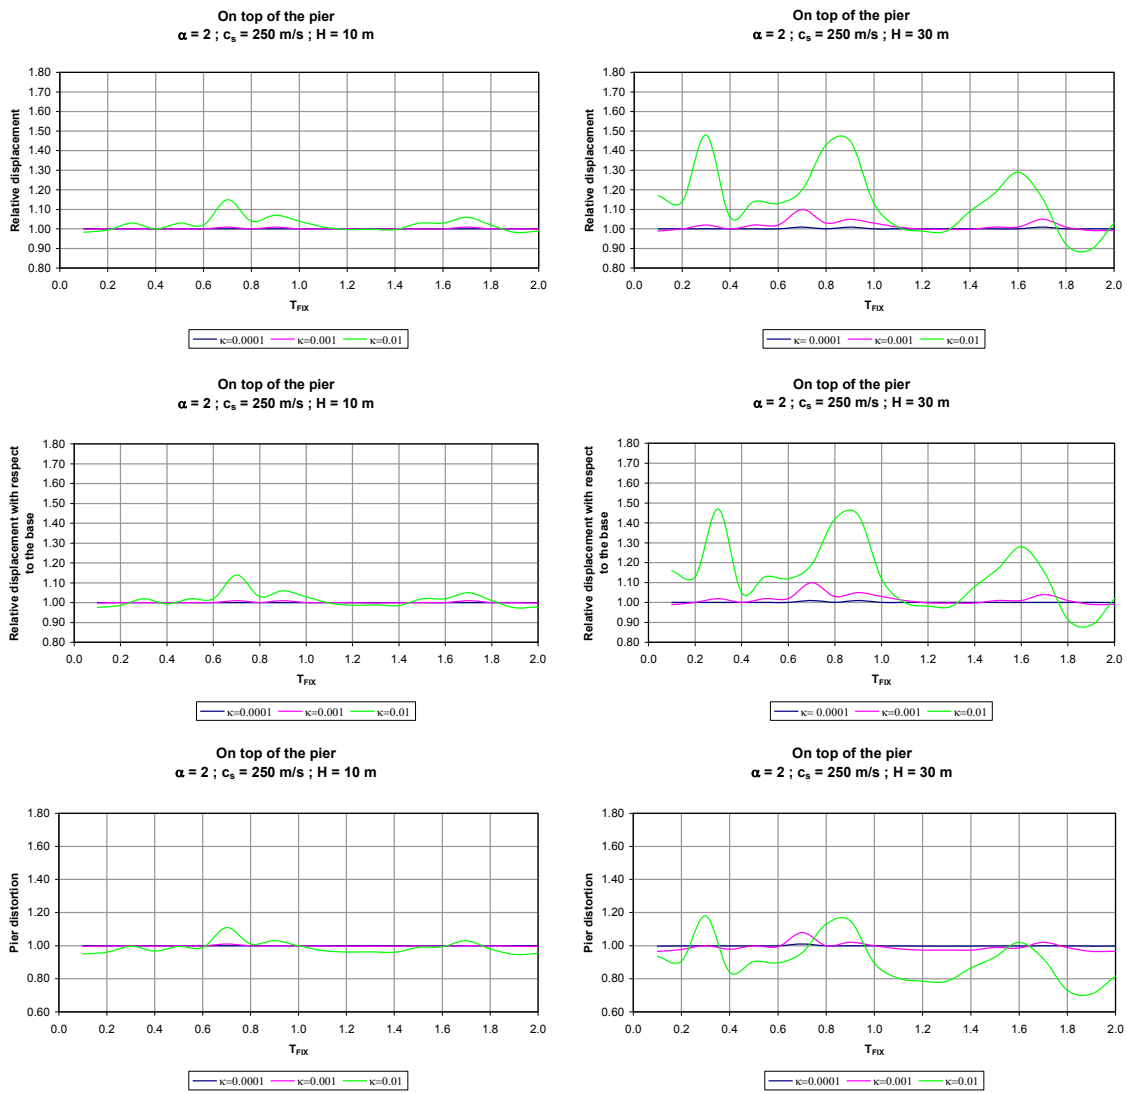 On top of the pier
α = 2 ; cs = 250 m/s ; H = 10 m
Relative displacement
1.80
1.70
1.60
1.50
1.40
1.30
1.20
1.10
1.00
0.90
0.80
0.0 0.2 0.4 0.6 0.8 1.0 1.2 1.4 1.6 1.8 2.0
TFIX
κ=0.0001 κ=0.001 κ=0.01
On top of the pier
α = 2 ; cs = 250 m/s ; H = 30 m
Relative displacement
1.80
1.70
1.60
1.50
1.40
1.30
1.20
1.10
1.00
0.90
0.80
0.0 0.2 0.4 0.6 0.8 1.0 1.2 1.4 1.6 1.8 2.0
TFIX
κ= 0.0001 κ=0.001 κ=0.01
On top of the pier
α = 2 ; cs = 250 m/s ; H = 10 m
Relative displacement with respect
to the base
1.80
1.70
1.60
1.50
1.40
1.30
1.20
1.10
1.00
0.90
0.80
0.0 0.2 0.4 0.6 0.8 1.0 1.2 1.4 1.6 1.8 2.0
TFIX
κ=0.0001 κ=0.001 κ=0.01
On top of the pier
α = 2 ; cs = 250 m/s ; H = 30 m
Relative displacement with respect
to the base
1.80
1.70
1.60
1.50
1.40
1.30
1.20
1.10
1.00
0.90
0.80
0.0 0.2 0.4 0.6 0.8 1.0 1.2 1.4 1.6 1.8 2.0
TFIX
κ= 0.0001 κ=0.001 κ=0.01
On top of the pier
α = 2 ; cs = 250 m/s ; H = 10 m
Pier distortion
1.80
1.60
1.40
1.20
1.00
0.80
0.60
0.0 0.2 0.4 0.6 0.8 1.0 1.2 1.4 1.6 1.8 2.0
TFIX
κ=0.0001 κ=0.001 κ=0.01
On top of the pier
α = 2 ; cs = 250 m/s ; H = 30 m
Pier distortion
1.80
1.60
1.40
1.20
1.00
0.80
0.60
0.0 0.2 0.4 0.6 0.8 1.0 1.2 1.4 1.6 1.8 2.0
TFIX
κ=0.0001 κ=0.001 κ=0.01